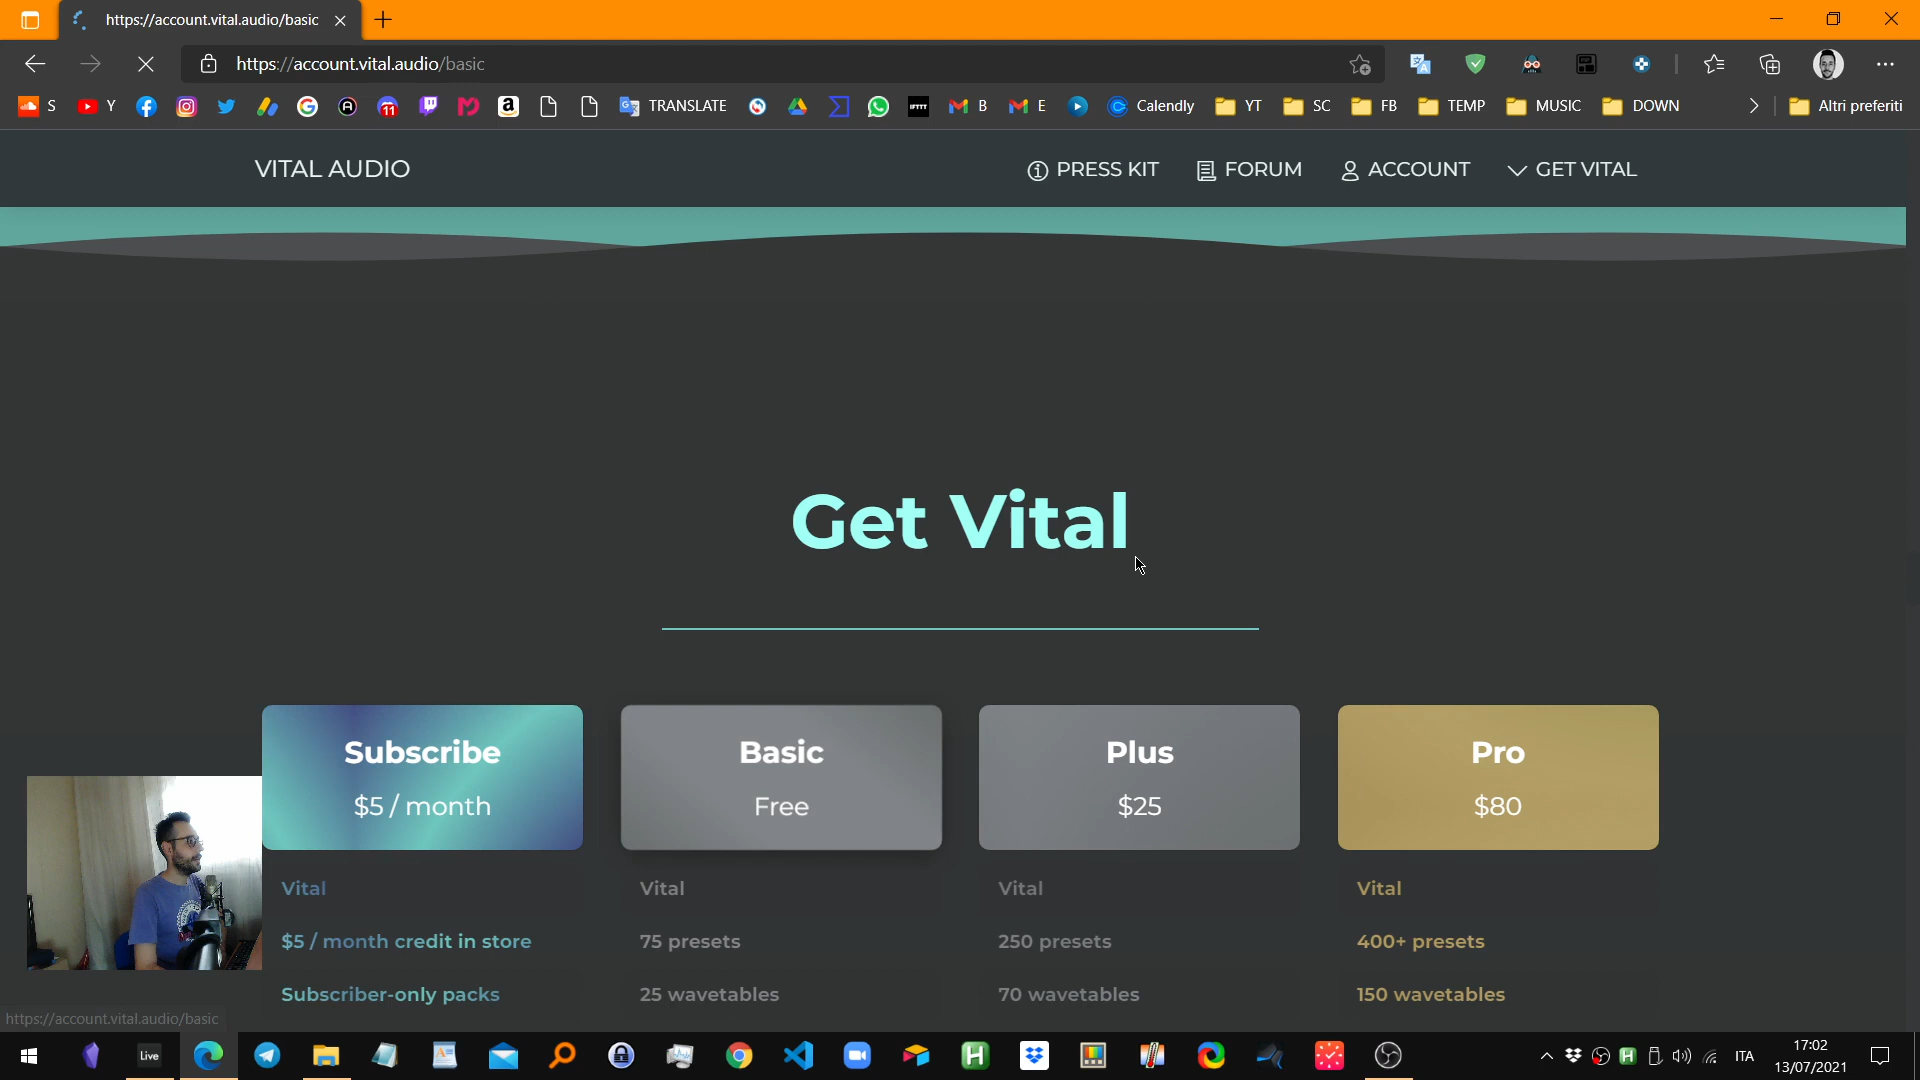 https://account.vital.audio/basic
https://account.vital.audio/basic
S
Y
TRANSLATE
B
E
Calendly
YT
SC
FB
TEMP
MUSIC
DOWN
Altri preferiti
VITAL AUDIO
PRESS KIT
FORUM
ACCOUNT
GET VITAL
Get Vital
Subscribe
$5 / month
Basic
Free
Plus
$25
Pro
$80
Vital
Vital
Vital
Vital
$5 / month credit in store
75 presets
250 presets
400+ presets
Subscriber-only packs
25 wavetables
70 wavetables
150 wavetables
https://account.vital.audio/basic
Live
ITA
17:02
13/07/2021